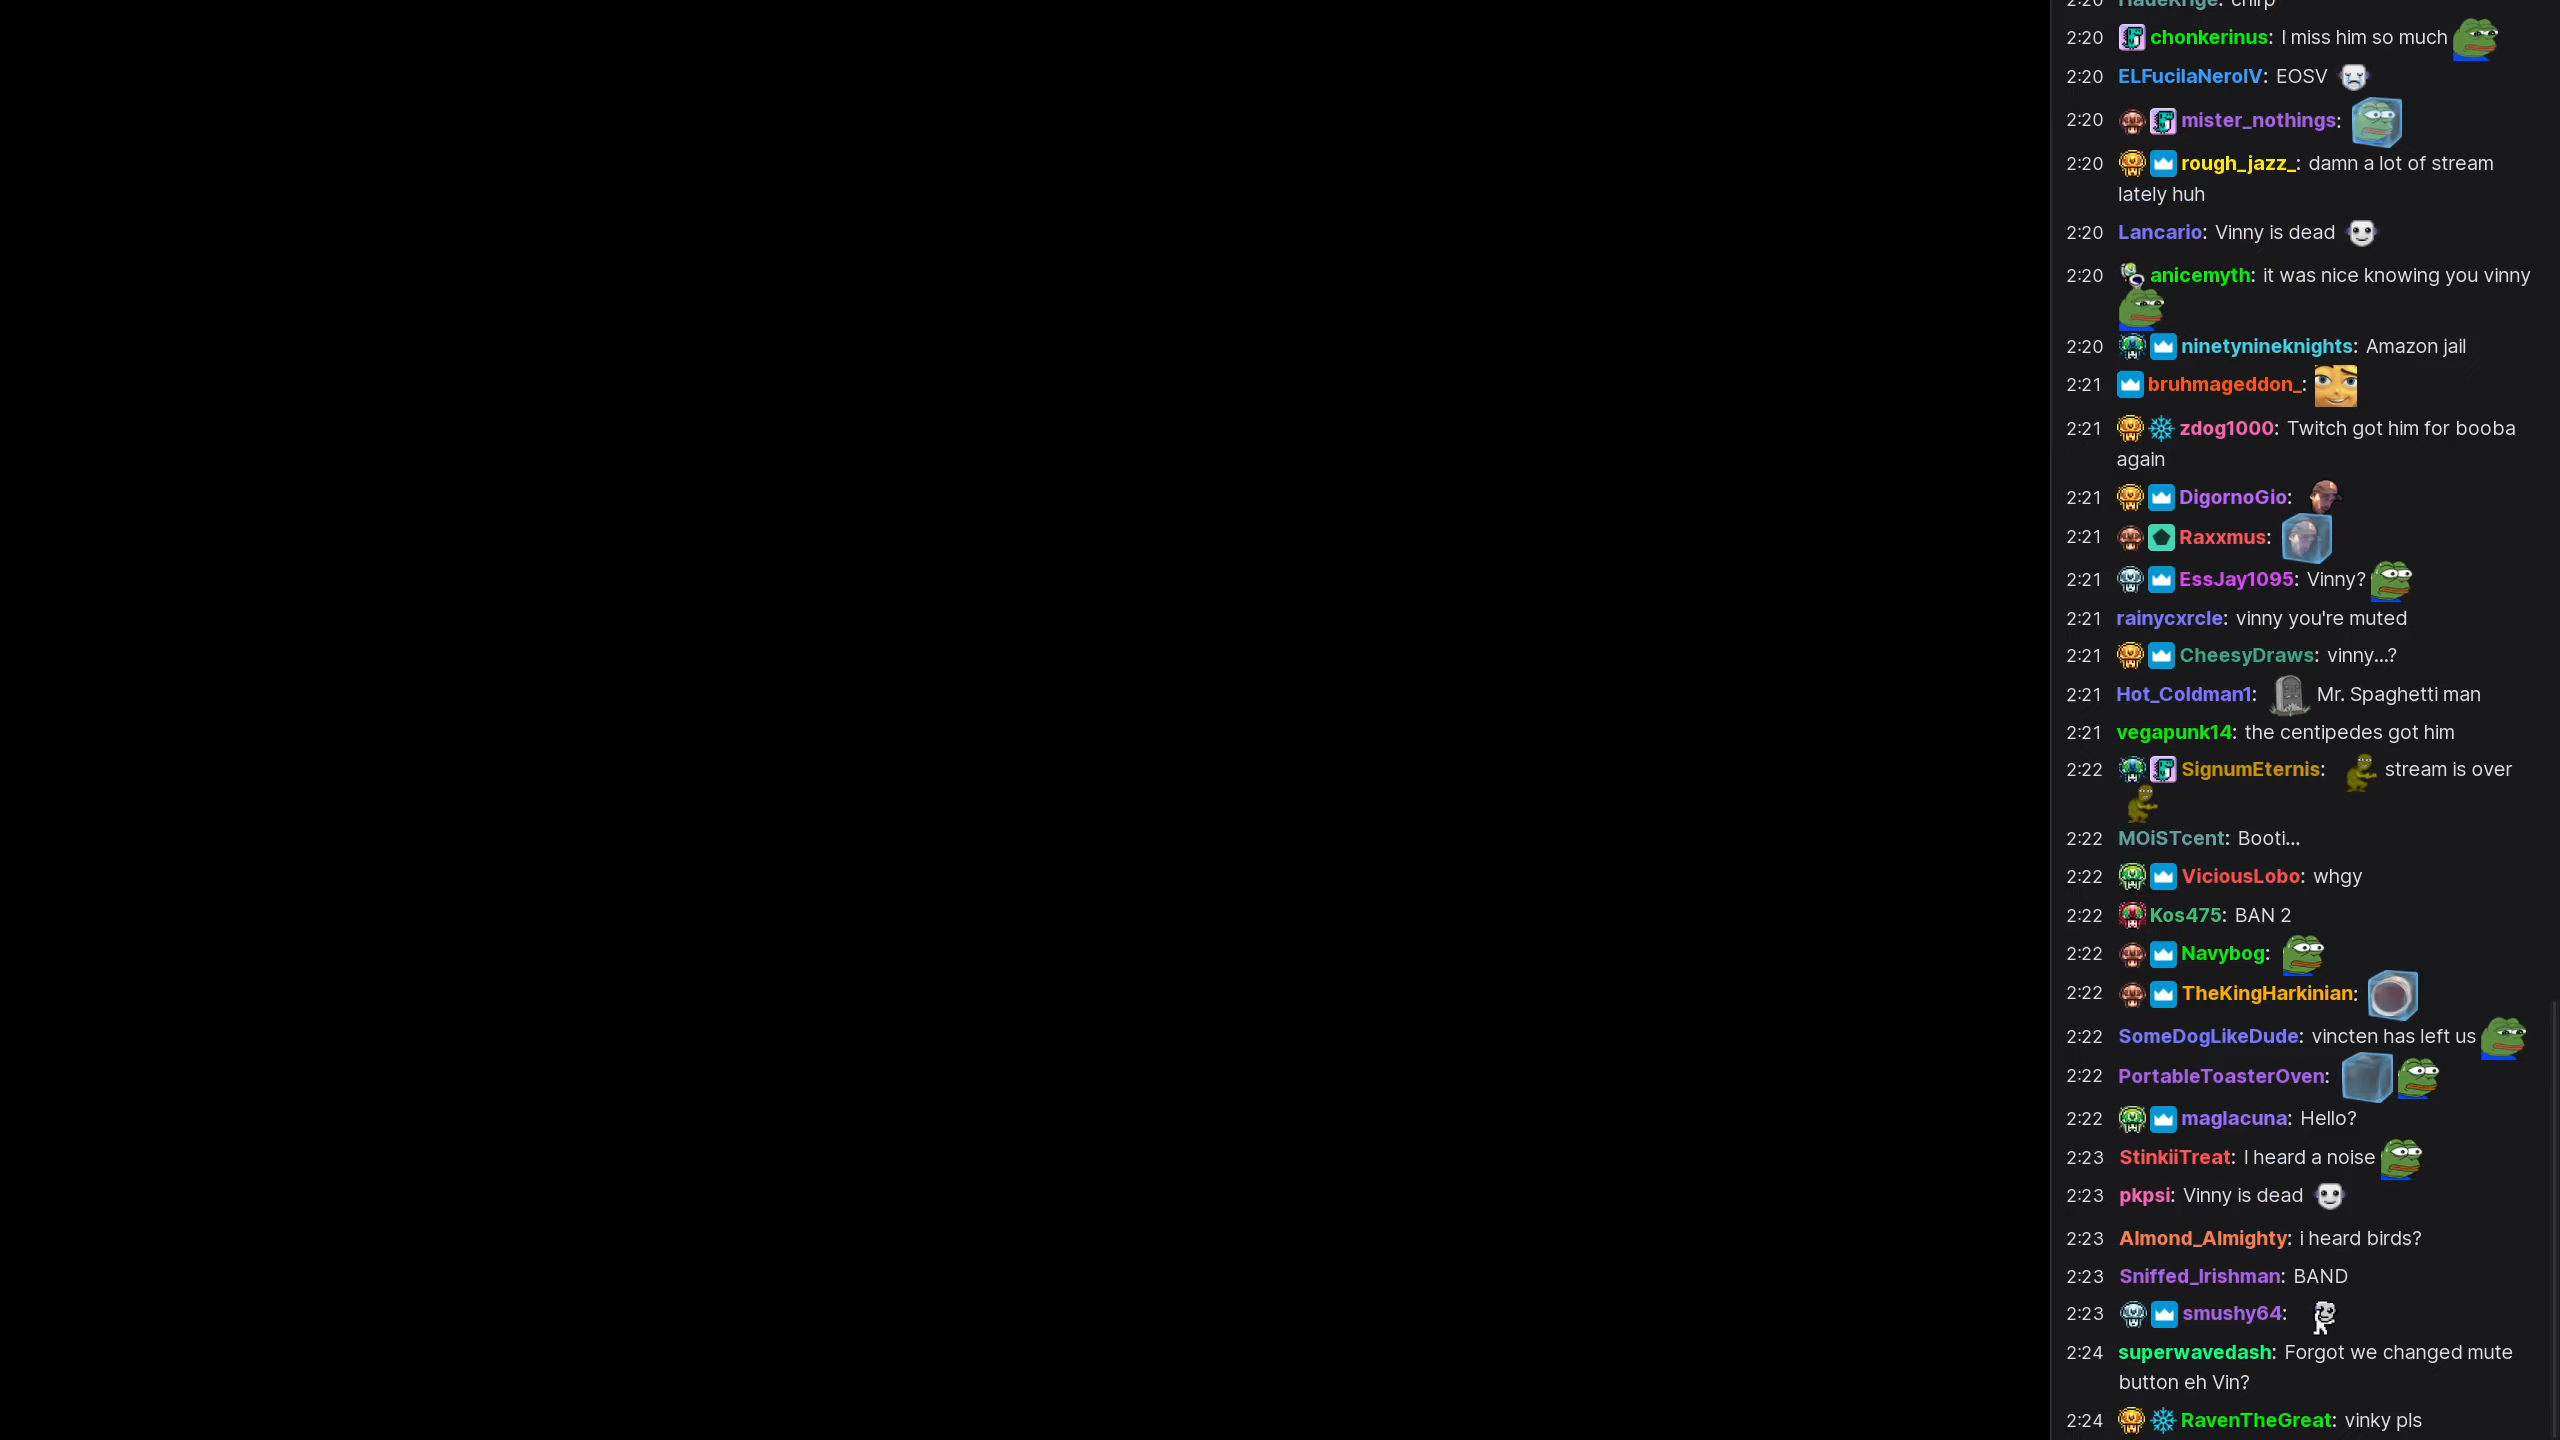 2:20 HadeKrige: chirp
2:20 chonkerinus: I miss him so much
2:20 ELFucilaNeroIV: EOSV
2:20 mister_nothings:
2:20 rough_jazz_: damn a lot of stream
lately huh
2:20 Lancario: Vinny is dead
2:20 anicemyth: it was nice knowing you vinny
2:20 ninetynineknights: Amazon jail
2:21 bruhmageddon_:
2:21 zdog1000: Twitch got him for booba
again
2:21 DigornoGio:
2:21 Raxxmus:
2:21 EssJay1095: Vinny?
2:21 rainycxrcle: vinny you're muted
2:21 CheesyDraws: vinny...?
2:21 Hot_Coldman1: Mr. Spaghetti man
2:21 vegapunk14: the centipedes got him
2:22 SignumEternis: stream is over
2:22 MOiSTcent: Booti...
2:22 ViciousLobo: whgy
2:22 Kos475: BAN 2
2:22 Navybog:
2:22 TheKingHarkinian:
2:22 SomeDogLikeDude: vincten has left us
2:22 PortableToasterOven:
2:22 maglacuna: Hello?
2:23 StinkiiTreat: I heard a noise
2:23 pkpsi: Vinny is dead
2:23 Almond_Almighty: i heard birds?
2:23 Sniffed_Irishman: BAND
2:23 smushy64:
2:24 superwavedash: Forgot we changed mute
button eh Vin?
2:24 RavenTheGreat: vinky pls